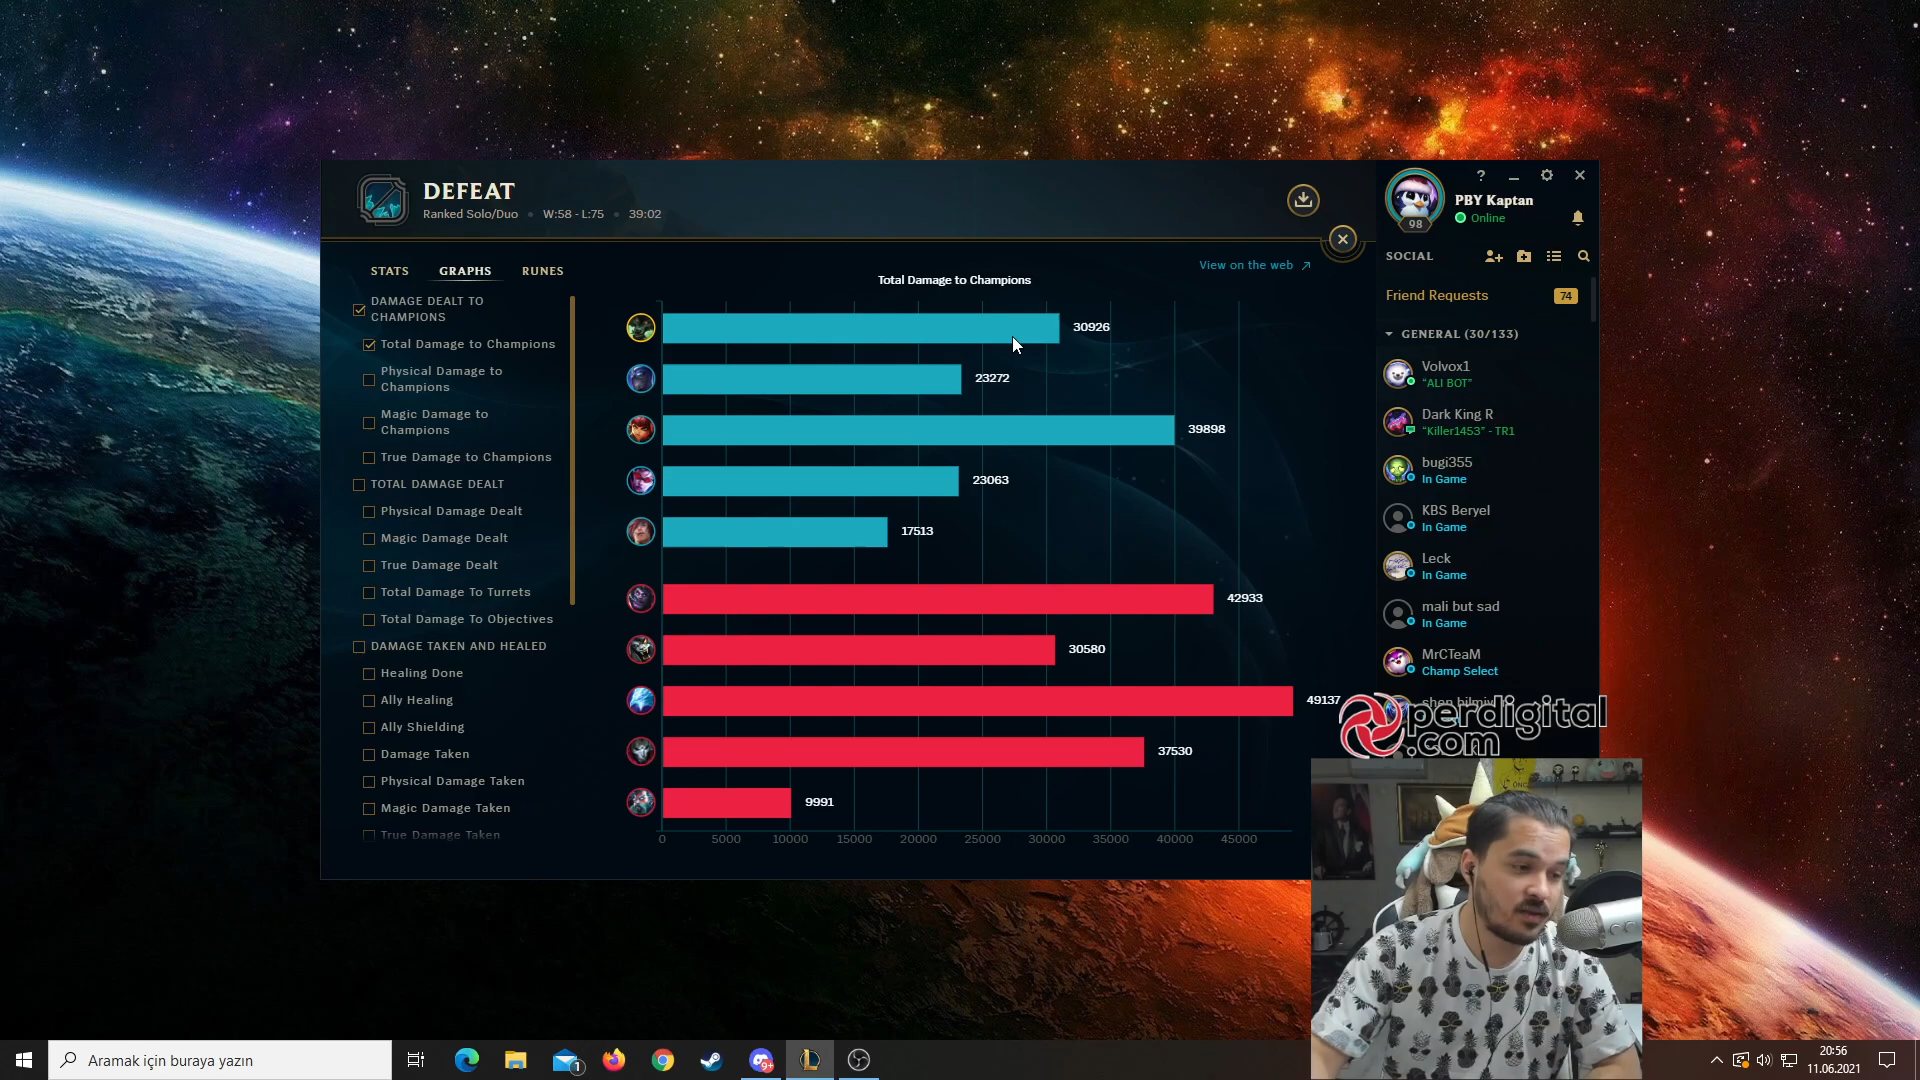 DEFEAT
Ranked Solo/Duo • W:58 - L:75 • 39:02
STATS GRAPHS RUNES
View on the web
DAMAGE DEALT TO
CHAMPIONS
Total Damage to Champions
Physical Damage to
Champions
Magic Damage to
Champions
True Damage to Champions
TOTAL DAMAGE DEALT
Physical Damage Dealt
Magic Damage Dealt
True Damage Dealt
Total Damage To Turrets
Total Damage To Objectives
DAMAGE TAKEN AND HEALED
Healing Done
Ally Healing
Ally Shielding
Damage Taken
Physical Damage Taken
Magic Damage Taken
True Damage Taken
Total Damage to Champions
30926
23272
39898
23063
17513
42933
30580
49137
37530
9991
0 5000 10000 15000 20000 25000 30000 35000 40000 45000
?
PBY Kaptan
Online
98
SOCIAL
Friend Requests 74
GENERAL (30/133)
Volvox1
"ALI BOT"
Dark King R
"Killer1453" - TR1
bugi355
In Game
KBS Beryel
In Game
Leck
In Game
mali but sad
In Game
MrCTeaM
Champ Select
perdigital
.com
Aramak için buraya yazın
1
9+
20:56
11.06.2021